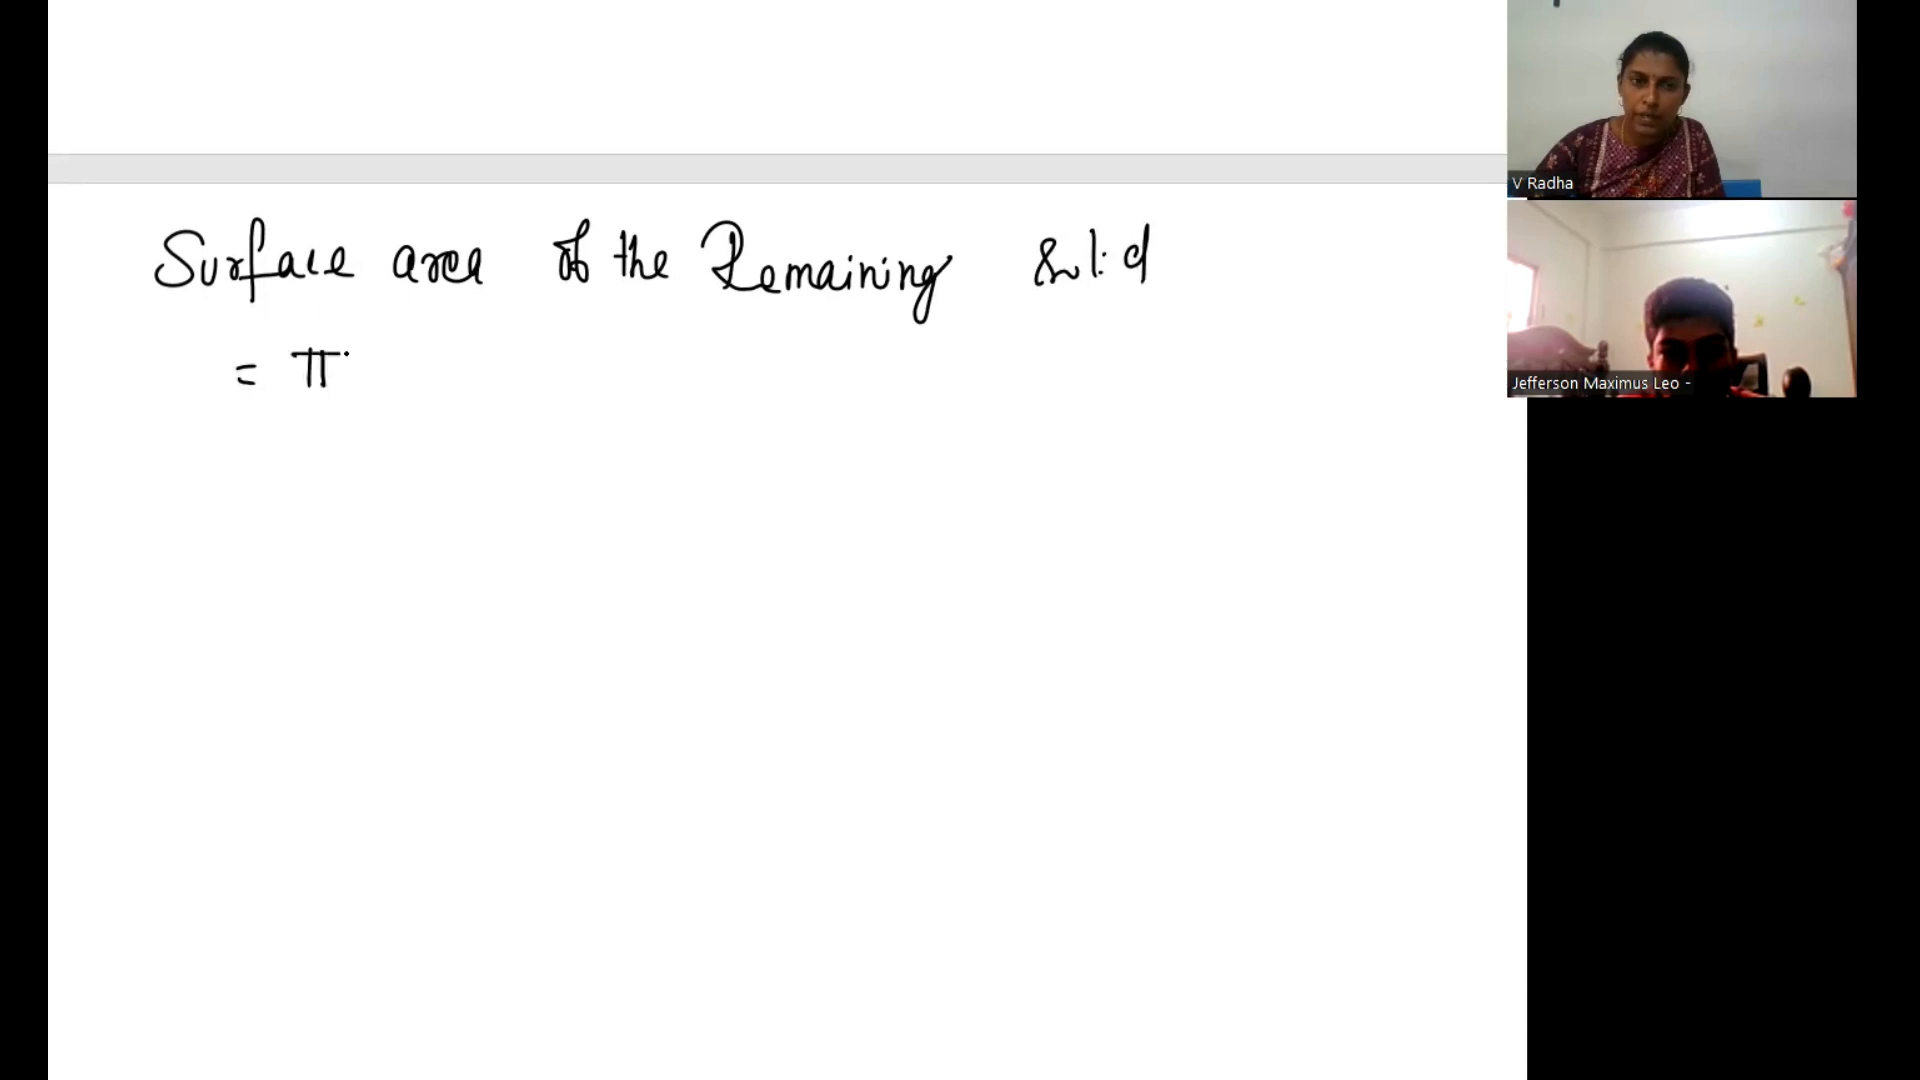 Surface area of the Remaining solid
= π
V Radha
Jefferson Maximus Leo -